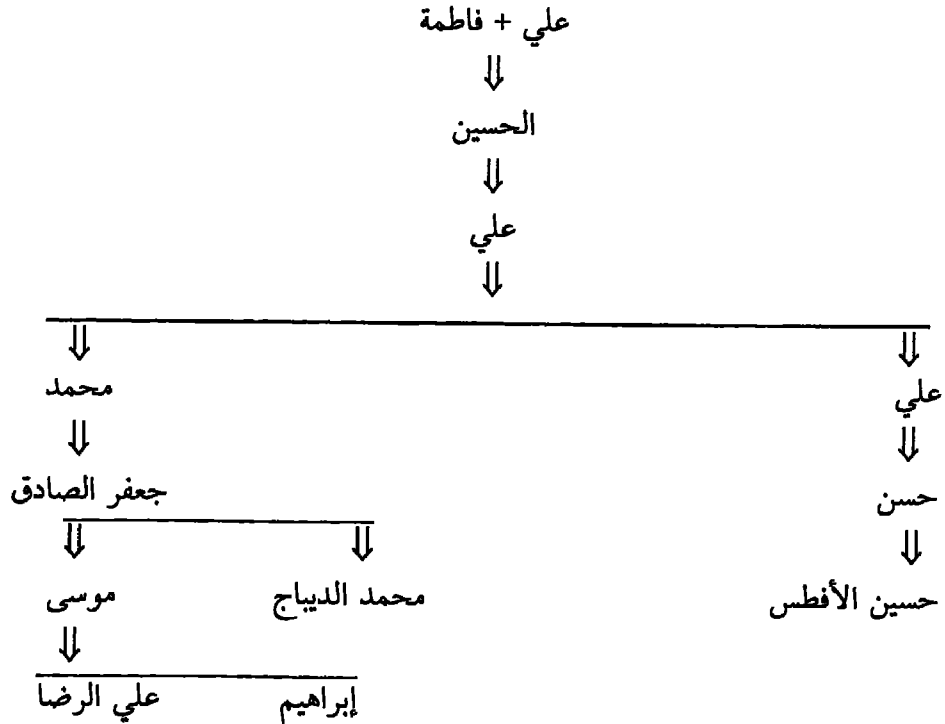 علي + فاطمة
الحسين
علي
علي
محمد
حسن
جعفر الصادق
حسين الأفطس
محمد الديباج
موسى
إبراهيم
علي الرضا